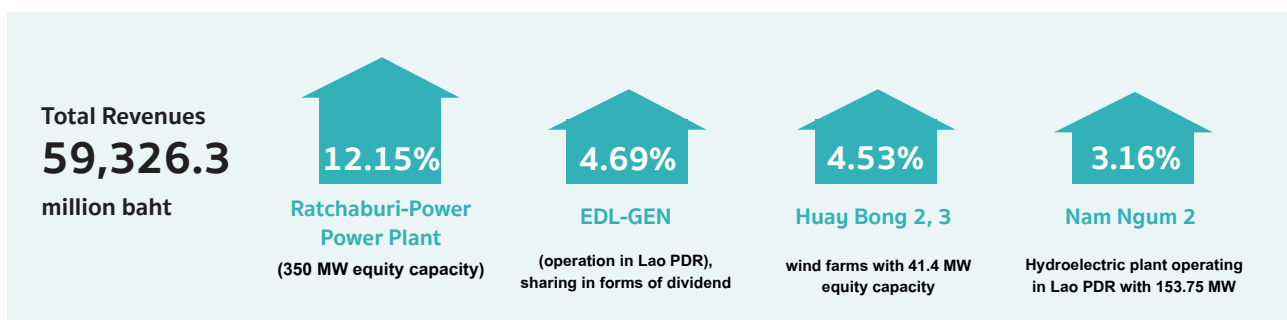 Total Revenues
59,326.3
million baht
12.15%
Ratchaburi-Power
Power Plant
(350 MW equity capacity)
4.69%
EDL-GEN
(operation in Lao PDR),
sharing in forms of dividend
4.53%
Huay Bong 2, 3
wind farms with 41.4 MW
equity capacity
3.16%
Nam Ngum 2
Hydroelectric plant operating
in Lao PDR with 153.75 MW